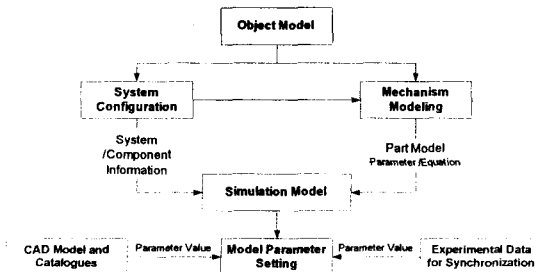 Object Model
System
Configuration
Mechanism
Modeling
System
/Component
Information
Part Model
Parameter/Equation
Simulation Model
CAD Model and
Catalogues
Parameter Value
Model Parameter
Setting
Parameter Value
Experimental Data
for Synchronization